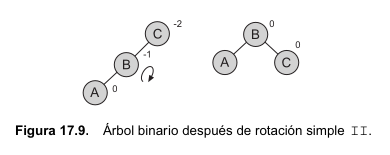 C -2
B -1
A 0
B 0
A C 0
Figura 17.9. Árbol binario después de rotación simple II.